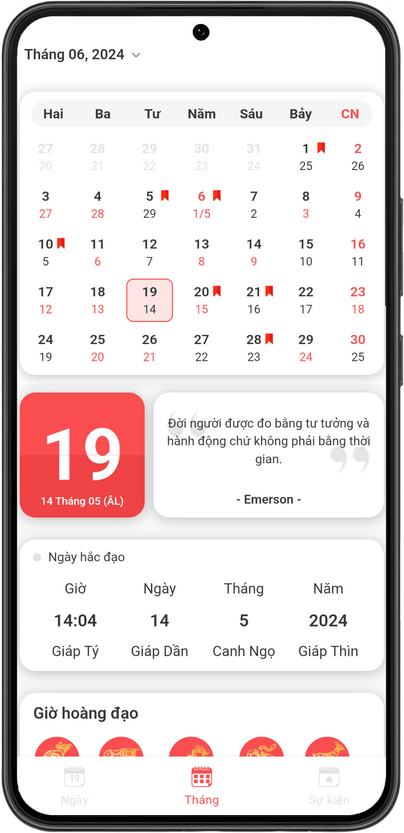 Tháng 06, 2024
Hai Ba Tư Năm Sáu Bảy CN
27 28 29 30 31 1 2
20 21 22 23 24 25 26
3 4 5 6 7 8 9
27 28 29 1/5 2 3 4
10 11 12 13 14 15 16
5 6 7 8 9 10 11
17 18 19 20 21 22 23
12 13 14 15 16 17 18
24 25 26 27 28 29 30
19 20 21 22 23 24 25
19
14 Tháng 05 (ÂL)
Đời người được đo bằng tư tưởng và
hành động chứ không phải bằng thời
gian.
- Emerson -
Ngày hắc đạo
Giờ Ngày Tháng Năm
14:04 14 5 2024
Giáp Tý Giáp Dần Canh Ngọ Giáp Thìn
Giờ hoàng đạo
19
Ngày Tháng Sự kiện